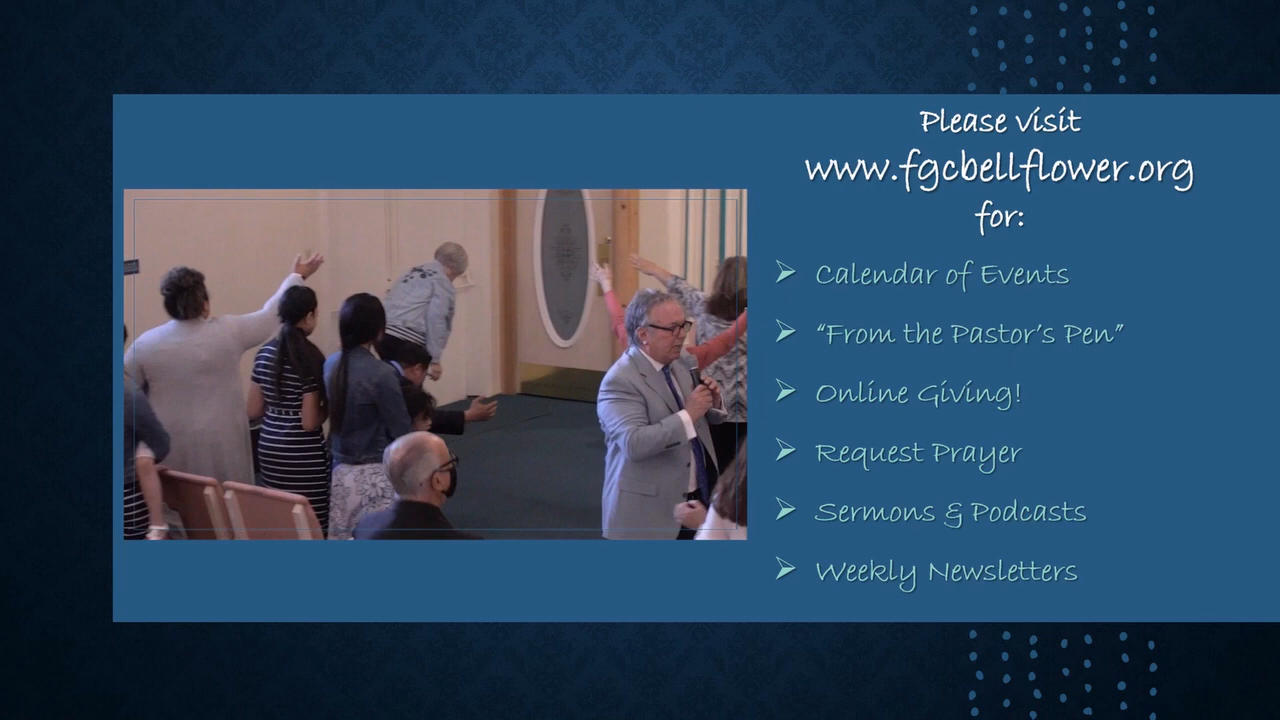 Please visit
www.fgcbellflower.org
for:
Calendar of Events
“From the Pastor’s Pen”
Online Giving!
Request Prayer
Sermons & Podcasts
Weekly Newsletters